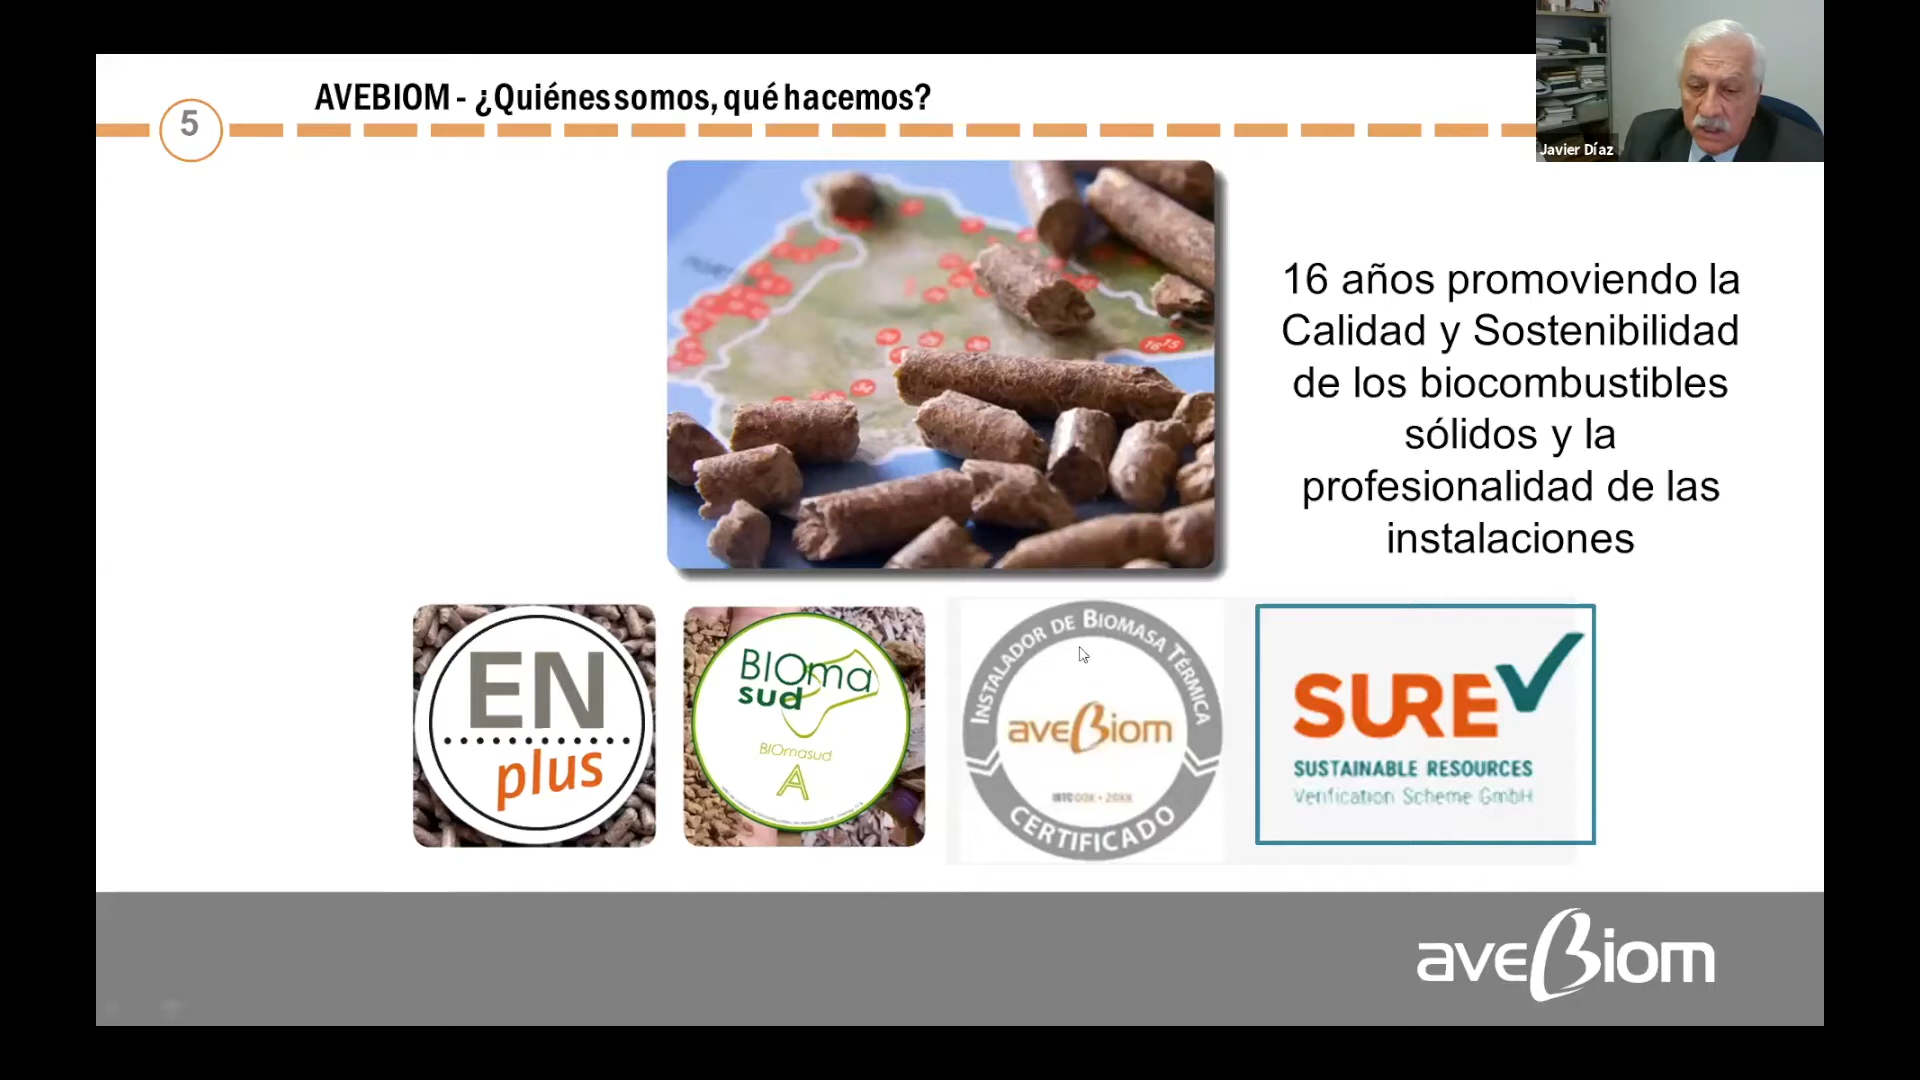 5
AVEBIOM - ¿Quiénes somos, qué hacemos?
Javier Díaz
16 años promoviendo la
Calidad y Sostenibilidad
de los biocombustibles
sólidos y la
profesionalidad de las
instalaciones
EN
plus
BIOma
sud
BIOmasud
A
INSTALADOR DE BIOMASA TÉRMICA
aveBiom
CERTIFICADO
SURE
SUSTAINABLE RESOURCES
Verification Scheme GmbH
aveBiom